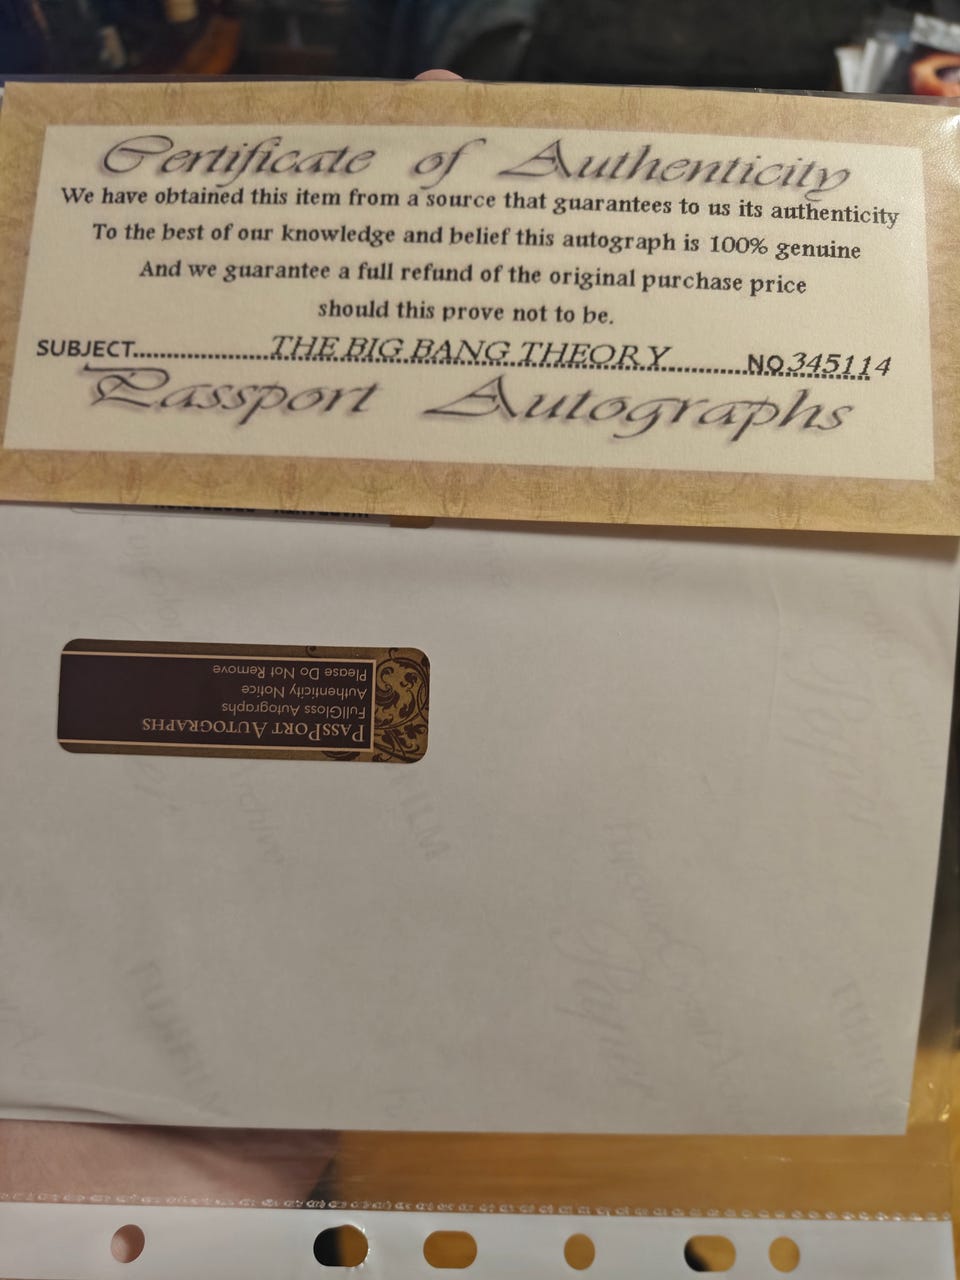 Certificate of Authenticity
We have obtained this item from a source that guarantees to us its authenticity
To the best of our knowledge and belief this autograph is 100% genuine
And we guarantee a full refund of the original purchase price
should this prove not to be.
SUBJECT.....................THE BIG BANG THEORY............NO.345114
Passport Autographs
PASSPORT AUTOGRAPHS
FullGloss Autographs
Authenticity Notice
Please Do Not Remove